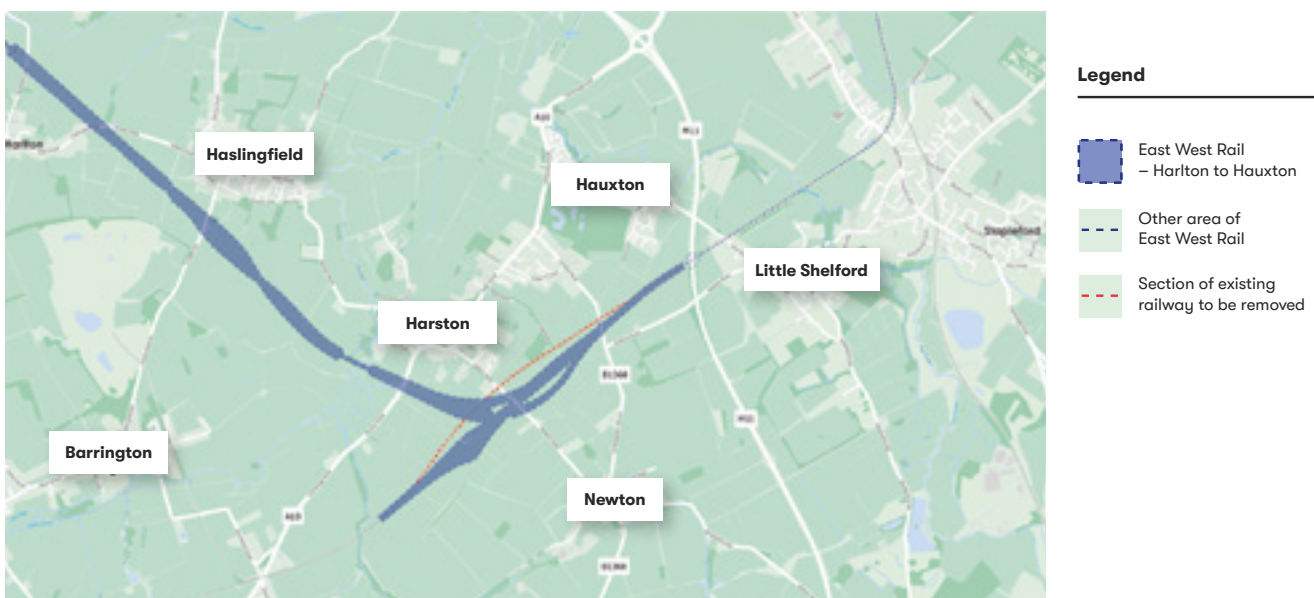 Haslingfield
A10
M11
Hauxton
Little Shelford
Stapleford
Harston
Barrington
Newton
A10
Legend
East West Rail
– Harlton to Hauxton
Other area of
East West Rail
Section of existing
railway to be removed